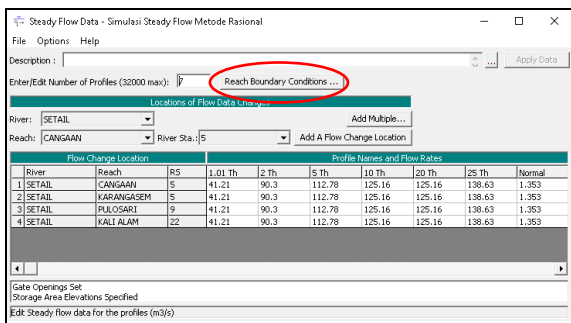 Steady Flow Data - Simulasi Steady Flow Metode Rasional
File Options Help
Description : ... Apply Data
Enter/Edit Number of Profiles (32000 max): 7 Reach Boundary Conditions ...
Locations of Flow Data Changes
River: SETAIL Add Multiple...
Reach: CANGAAN River Sta.: 5 Add A Flow Change Location
Flow Change Location Profile Names and Flow Rates
River Reach RS 1.01 Th 2 Th 5 Th 10 Th 20 Th 25 Th Normal
1 SETAIL CANGAAN 5 41.21 90.3 112.78 125.16 125.16 138.63 1.353
2 SETAIL KARANGASEM 5 41.21 90.3 112.78 125.16 125.16 138.63 1.353
3 SETAIL PULOSARI 9 41.21 90.3 112.78 125.16 125.16 138.63 1.353
4 SETAIL KALI ALAM 22 41.21 90.3 112.78 125.16 125.16 138.63 1.353
Gate Openings Set
Storage Area Elevations Specified
Edit Steady flow data for the profiles (m3/s)